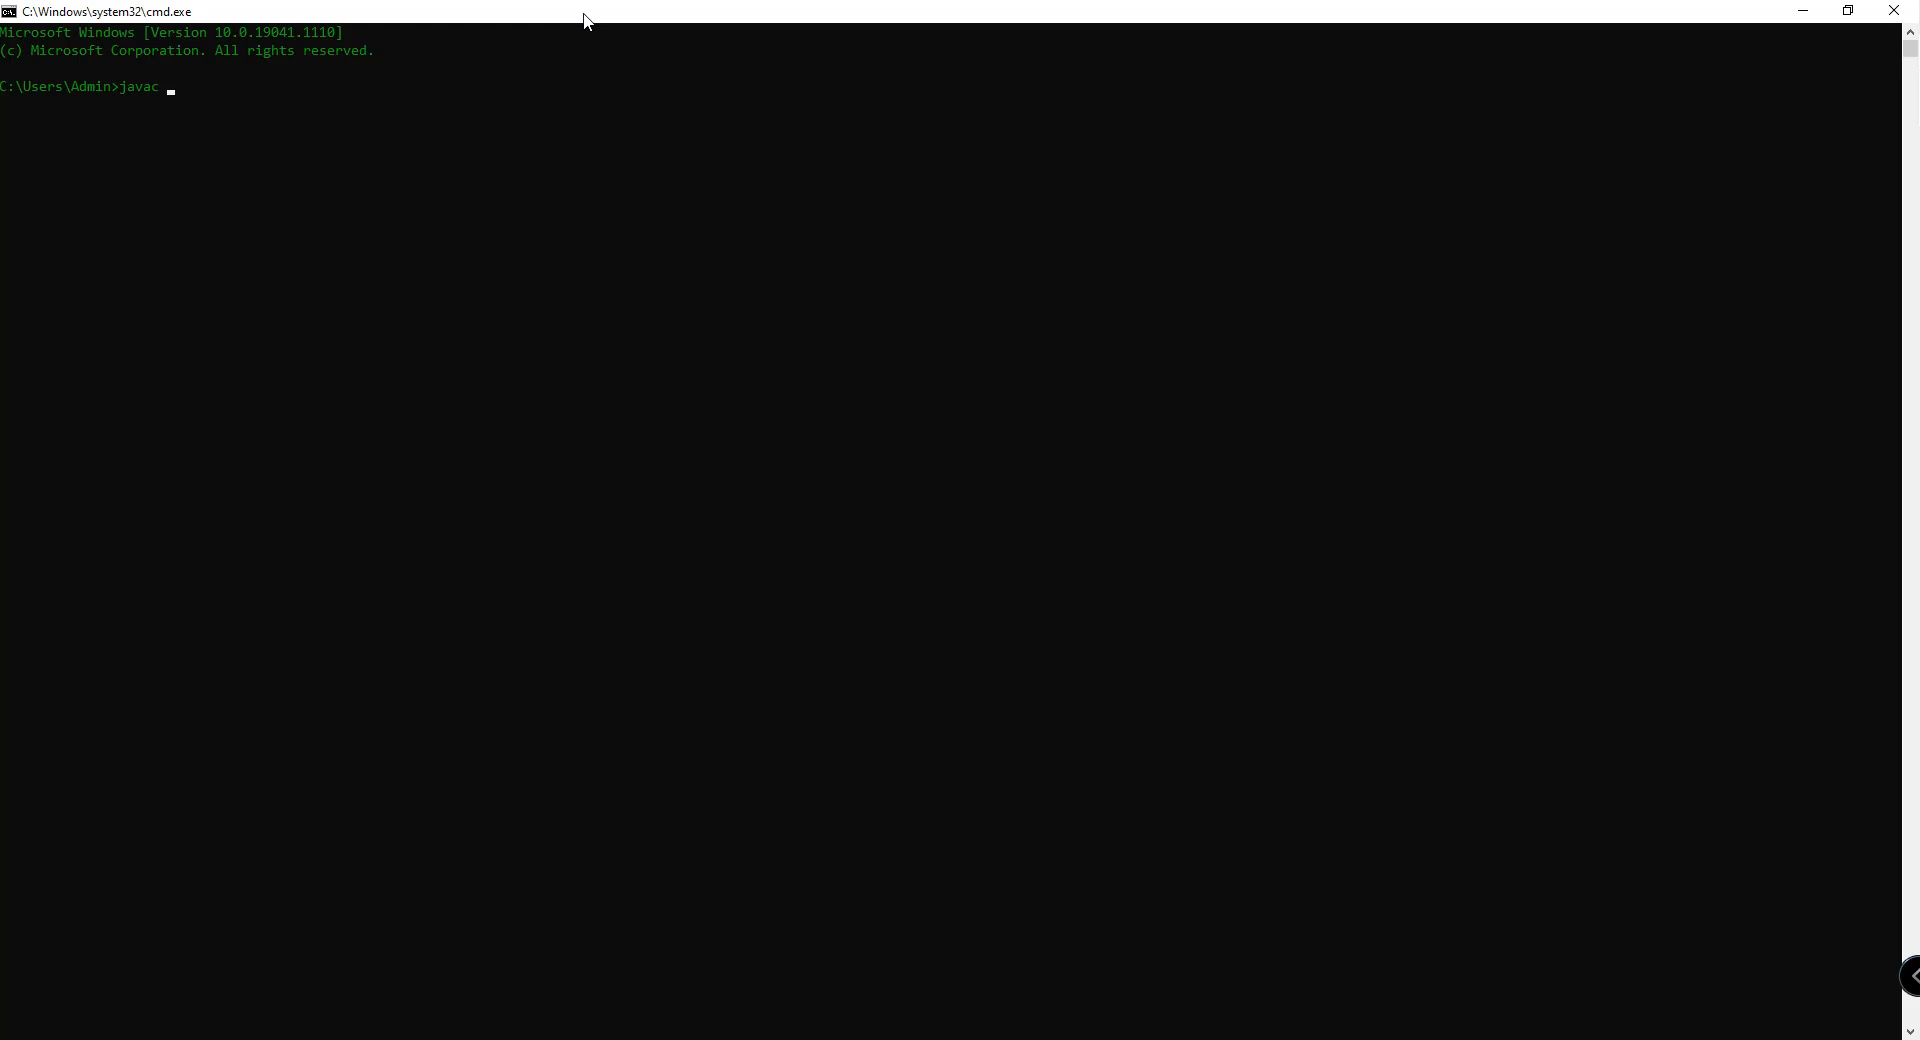 C:\Windows\system32\cmd.exe
Microsoft Windows [Version 10.0.19041.1110]
(c) Microsoft Corporation. All rights reserved.
C:\Users\Admin>javac